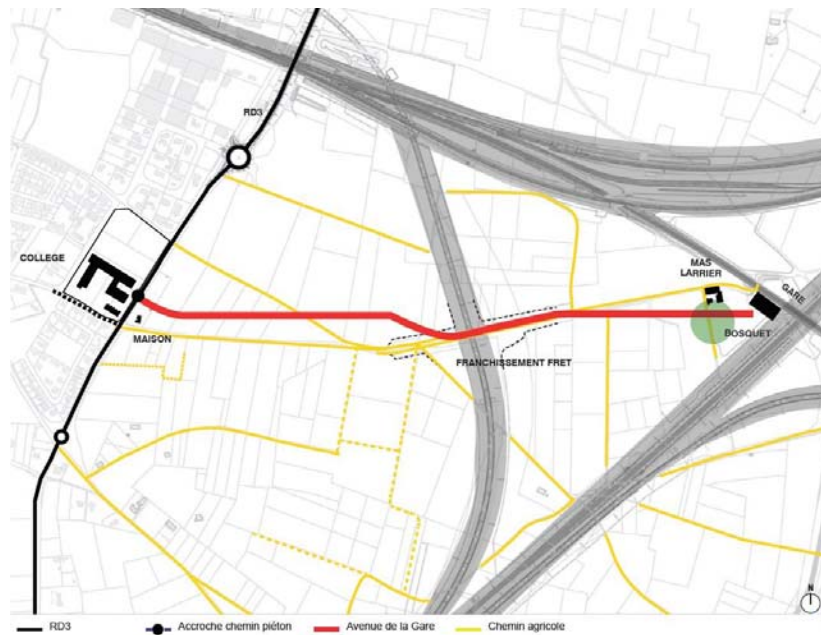 RD3
COLLEGE
MAS
LARRIER
GARE
MAISON
BOSQUET
FRANCHISSEMENT FRET
N
RD3
Accroche chemin piéton
Avenue de la Gare
Chemin agricole